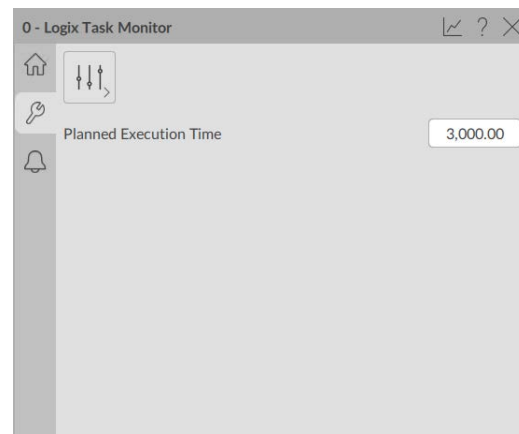 0 - Logix Task Monitor ?
Planned Execution Time 3,000.00